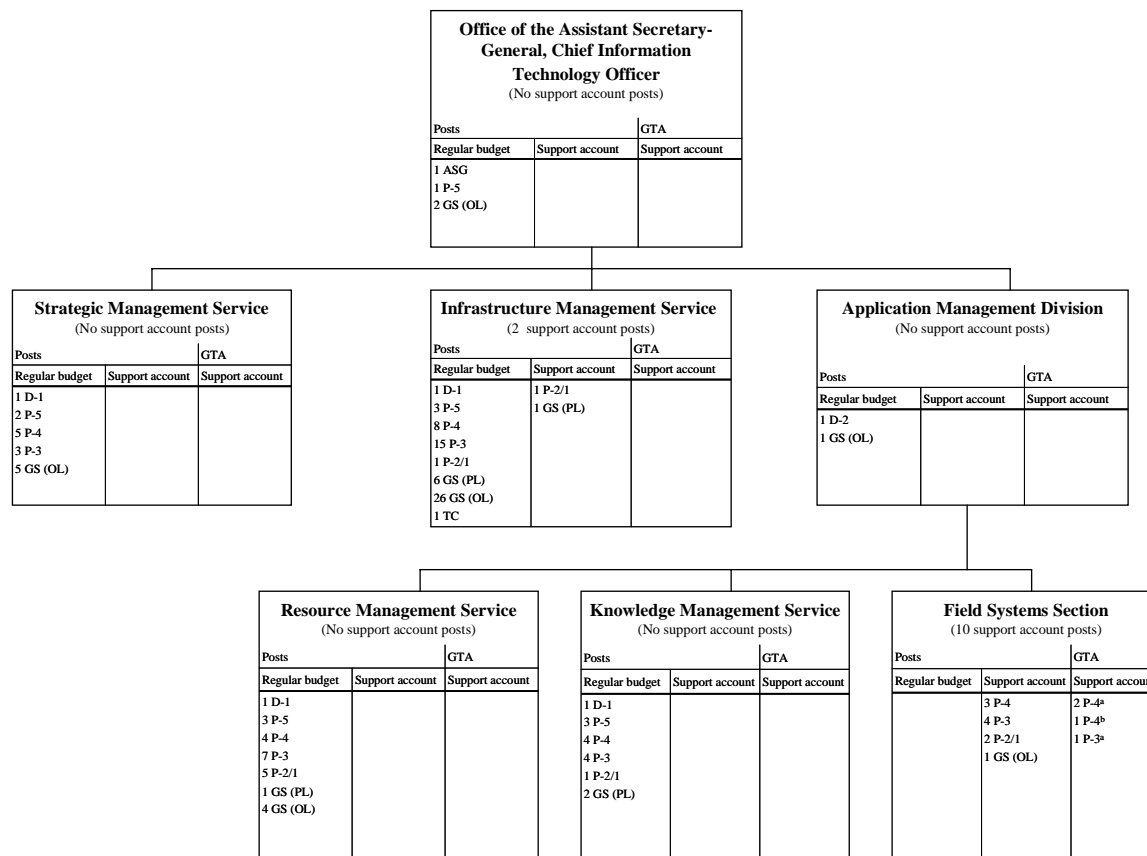 Office of the Assistant Secretary-
General, Chief Information
Technology Officer
(No support account posts)
Posts GTA
Regular budget Support account Support account
1 ASG
1 P-5
2 GS (OL)
Strategic Management Service
(No support account posts)
Posts GTA
Regular budget Support account Support account
1 D-1
2 P-5
5 P-4
3 P-3
5 GS (OL)
Infrastructure Management Service
(2 support account posts)
Posts GTA
Regular budget Support account Support account
1 D-1 1 P-2/1
3 P-5 1 GS (PL)
8 P-4
15 P-3
1 P-2/1
6 GS (PL)
26 GS (OL)
1 TC
Application Management Division
(No support account posts)
Posts GTA
Regular budget Support account Support account
1 D-2
1 GS (OL)
Resource Management Service
(No support account posts)
Posts GTA
Regular budget Support account Support account
1 D-1
3 P-5
4 P-4
7 P-3
5 P-2/1
1 GS (PL)
4 GS (OL)
Knowledge Management Service
(No support account posts)
Posts GTA
Regular budget Support account Support account
1 D-1
3 P-5
4 P-4
4 P-3
1 P-2/1
2 GS (PL)
Field Systems Section
(10 support account posts)
Posts GTA
Regular budget Support account Support accoun
3 P-4 2 P-4ᵃ
4 P-3 1 P-4ᵇ
2 P-2/1 1 P-3ᵃ
1 GS (OL)